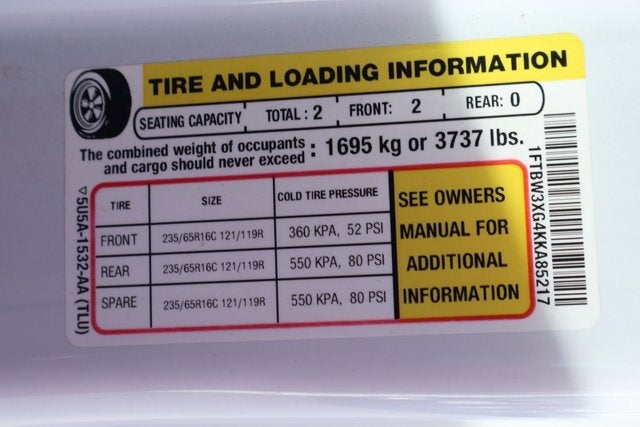 TIRE AND LOADING INFORMATION
SEATING CAPACITY TOTAL: 2 FRONT: 2 REAR: 0
The combined weight of occupants and cargo should never exceed : 1695 kg or 3737 lbs.
TIRE SIZE COLD TIRE PRESSURE
FRONT 235/65R16C 121/119R 360 KPA, 52 PSI
REAR 235/65R16C 121/119R 550 KPA, 80 PSI
SPARE 235/65R16C 121/119R 550 KPA, 80 PSI
SEE OWNERS
MANUAL FOR
ADDITIONAL
INFORMATION
▽5U5A-1532-AA (TLU)
1FTBW3XG4KKA85217